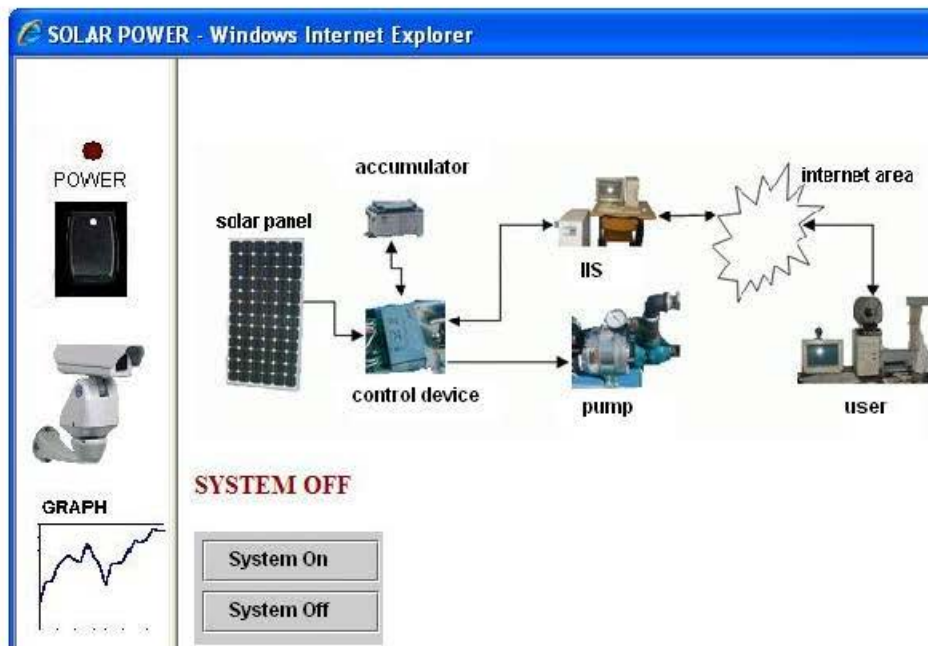 SOLAR POWER - Windows Internet Explorer
POWER
GRAPH
accumulator
internet area
solar panel
IIS
control device
pump
user
SYSTEM OFF
System On
System Off